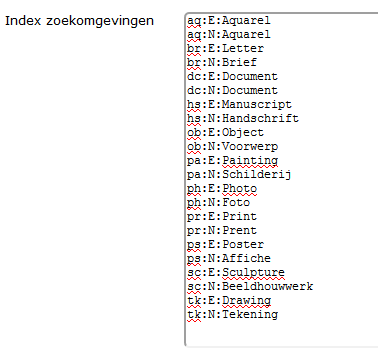 Index zoekomgevingen
aq:E:Aquarel
aq:N:Aquarel
br:E:Letter
br:N:Brief
dc:E:Document
dc:N:Document
hs:E:Manuscript
hs:N:Handschrift
ob:E:Object
ob:N:Voorwerp
pa:E:Painting
pa:N:Schilderij
ph:E:Photo
ph:N:Foto
pr:E:Print
pr:N:Prent
ps:E:Poster
ps:N:Affiche
sc:E:Sculpture
sc:N:Beeldhouwwerk
tk:E:Drawing
tk:N:Tekening